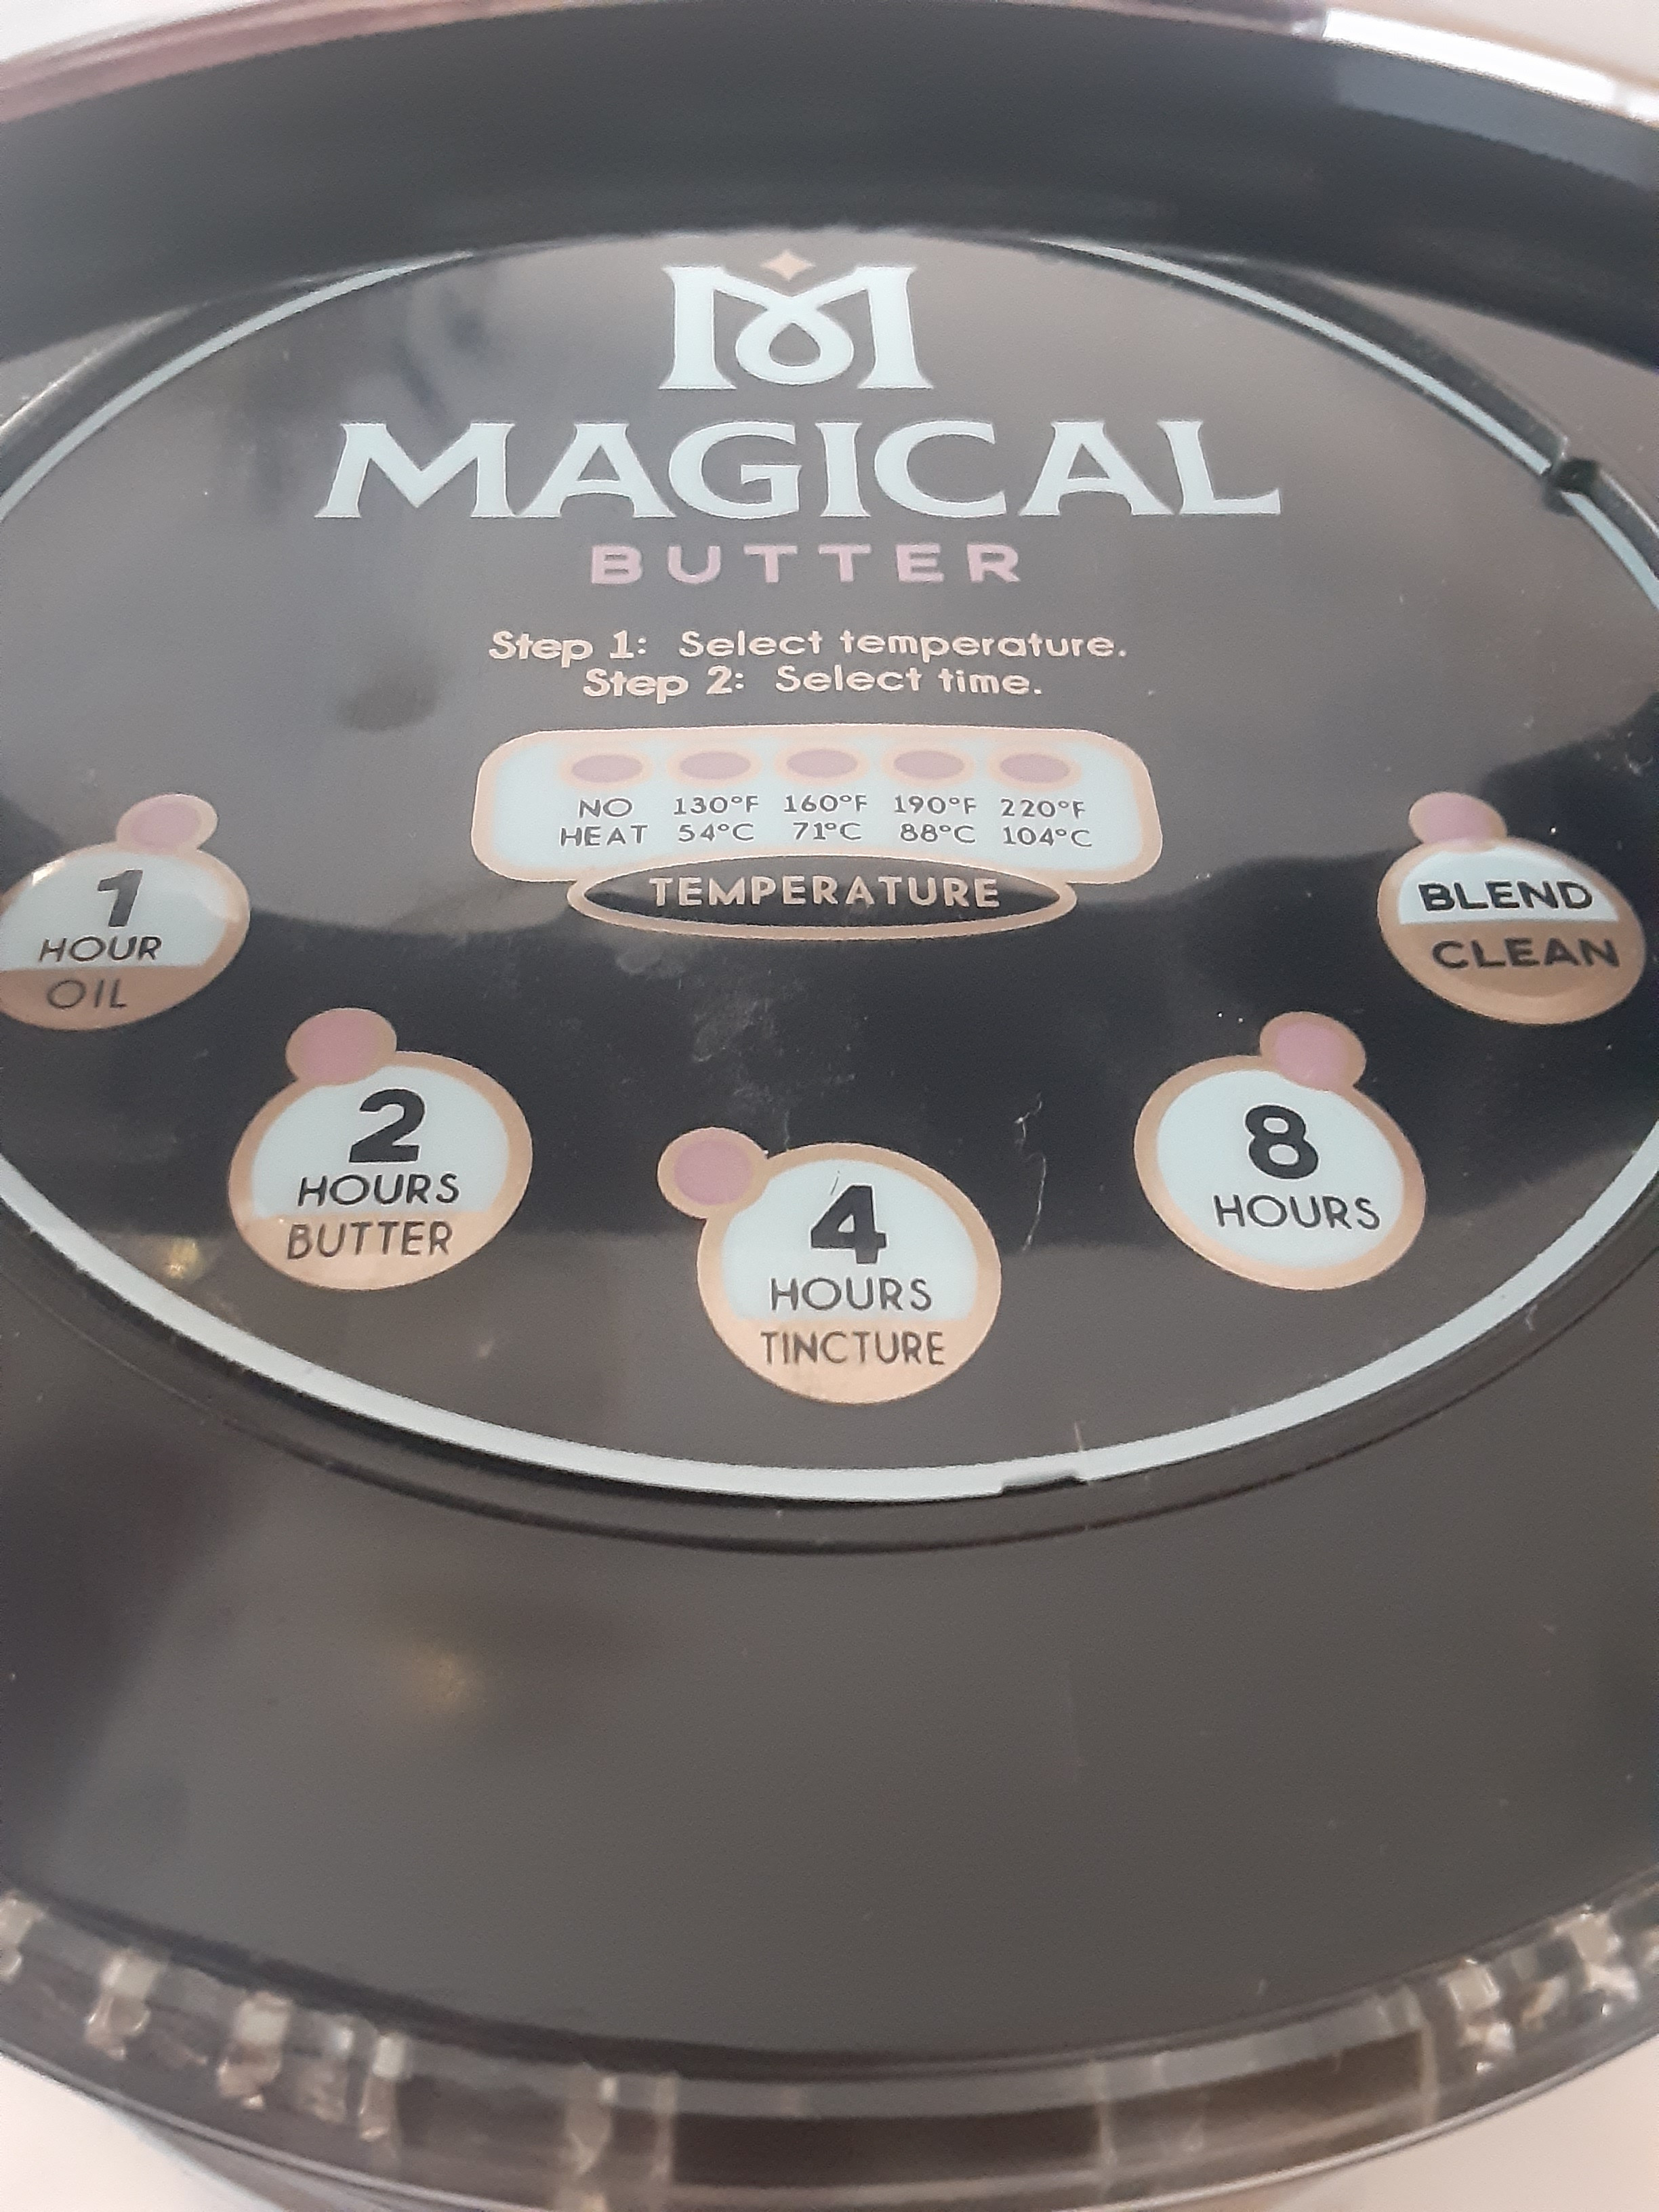 M
MAGICAL
BUTTER
Step 1: Select temperature.
Step 2: Select time.
NO HEAT
130°F 54°C
160°F 71°C
190°F 88°C
220°F 104°C
TEMPERATURE
1
HOUR
OIL
2
HOURS
BUTTER
4
HOURS
TINCTURE
8
HOURS
BLEND
CLEAN